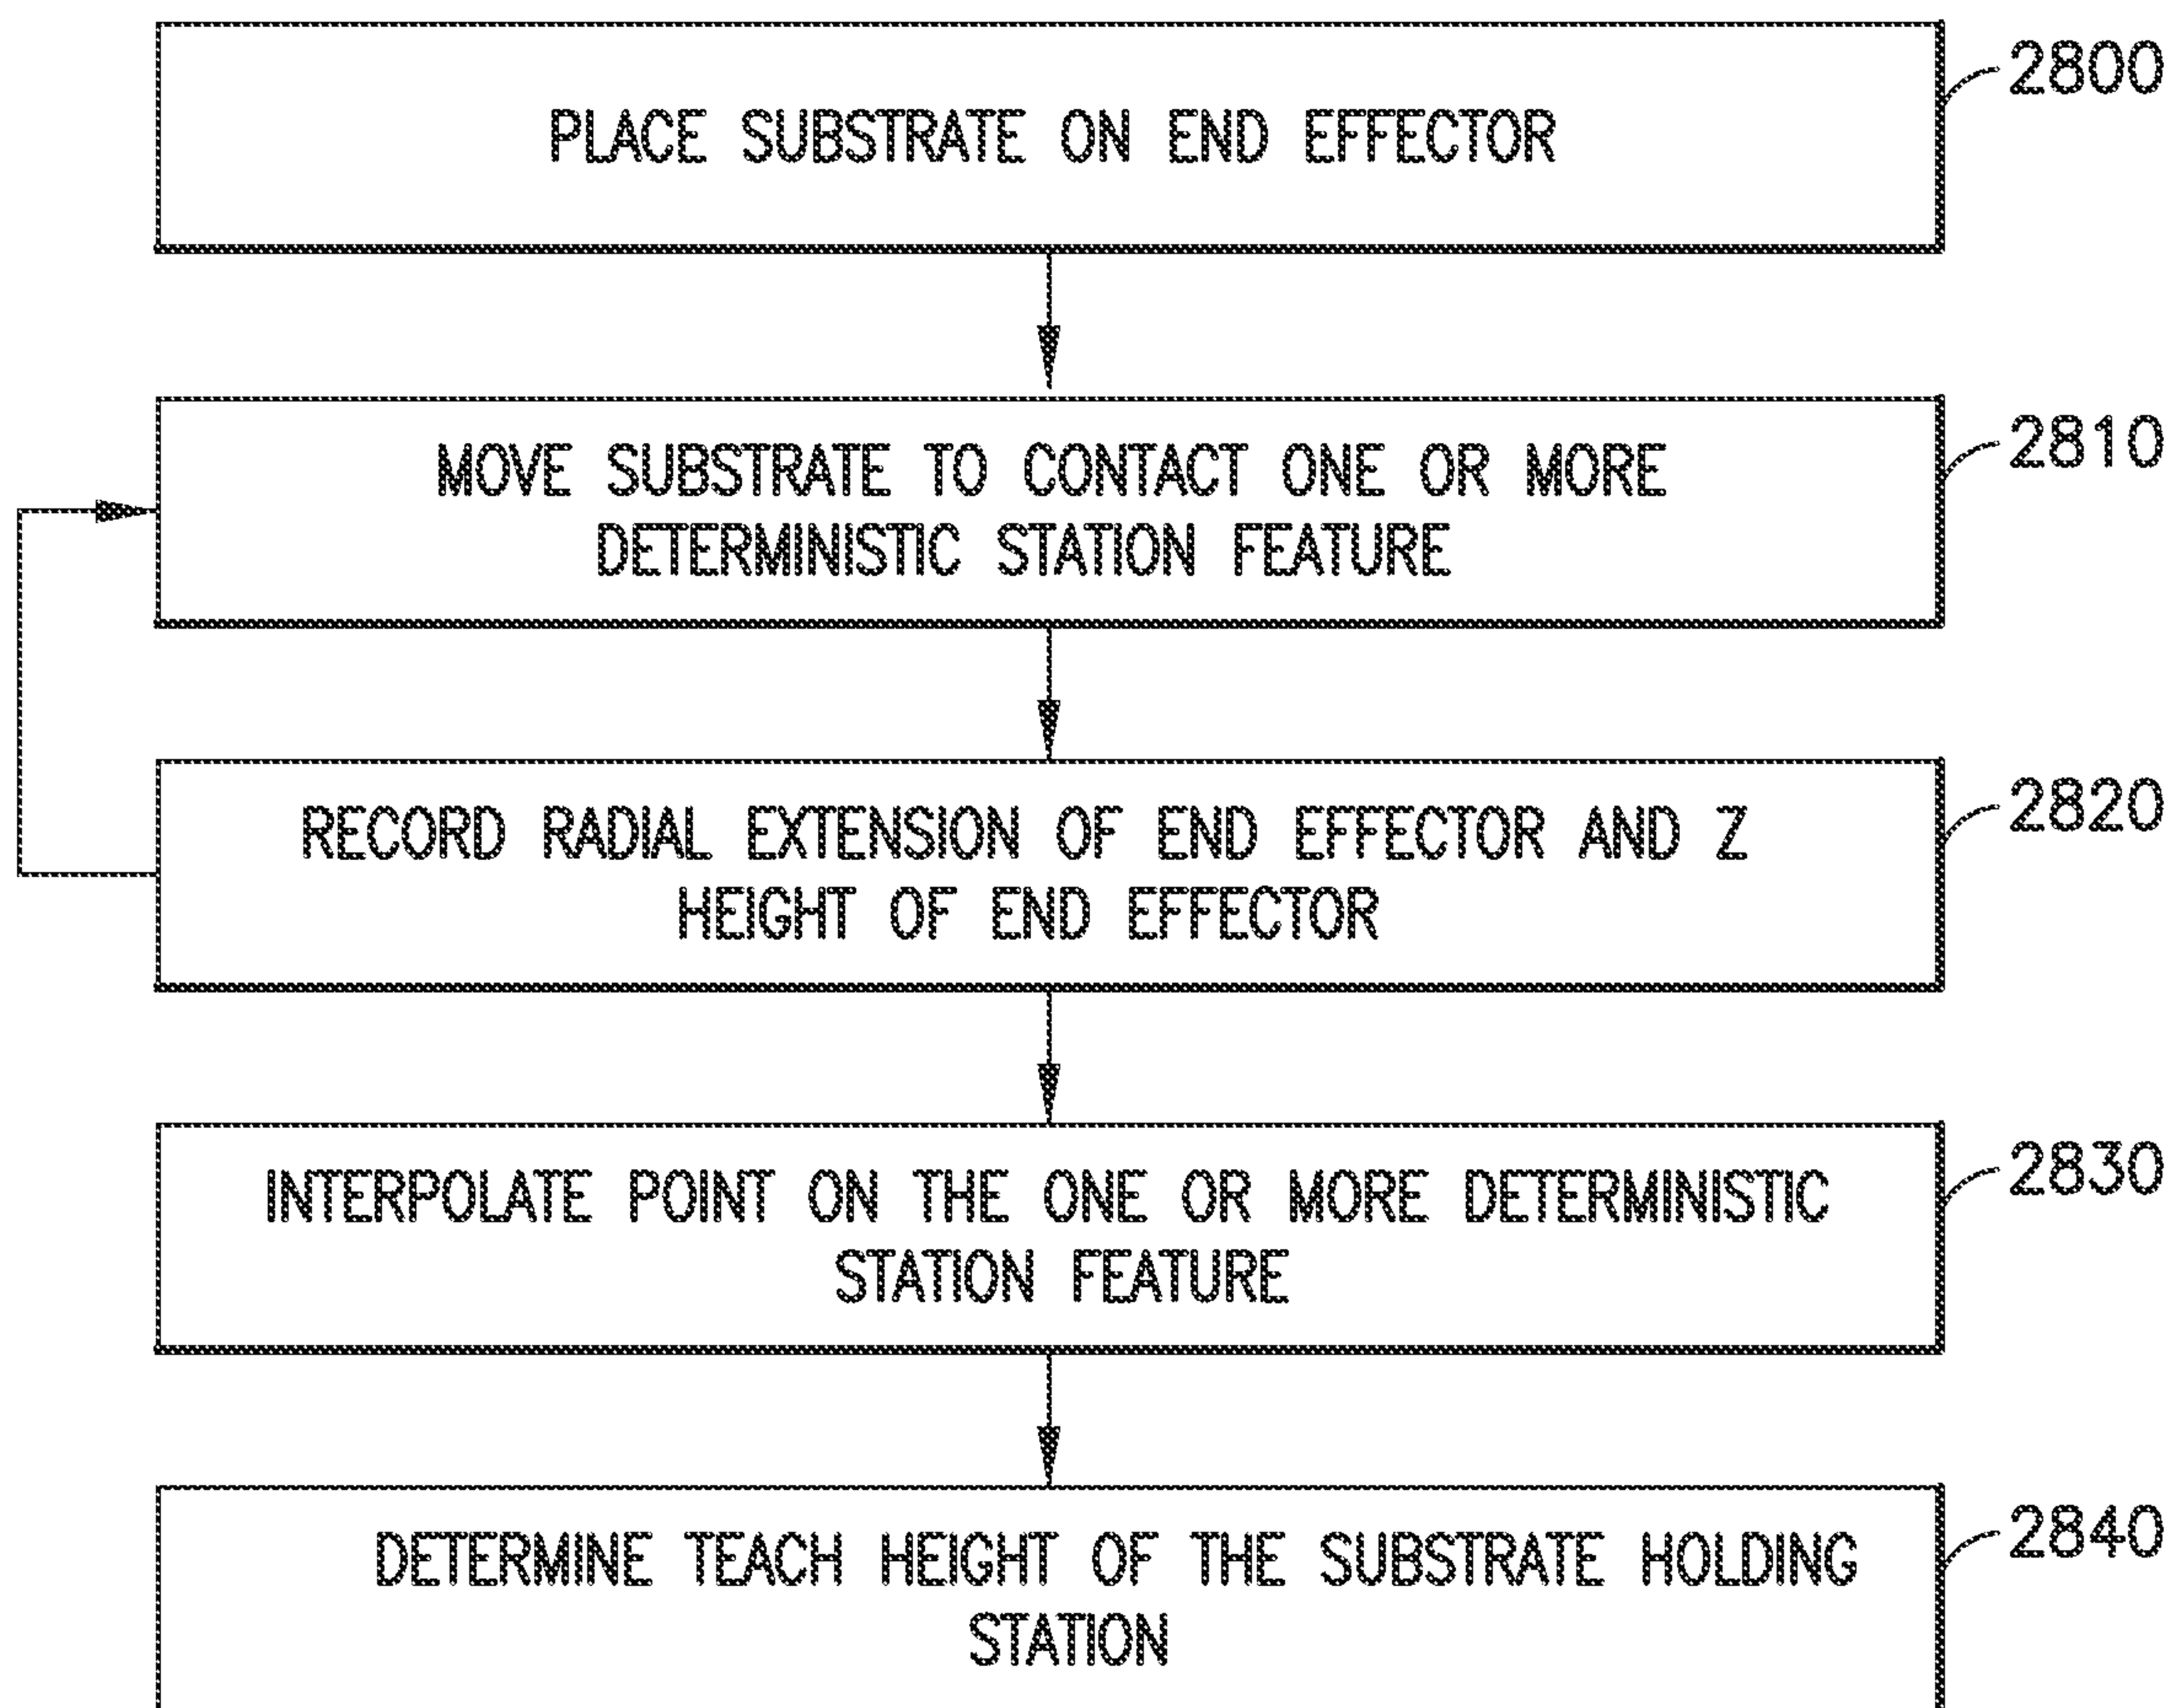 PLACE SUBSTRATE ON END EFFECTOR
2800
MOVE SUBSTRATE TO CONTACT ONE OR MORE
DETERMINISTIC STATION FEATURE
2810
RECORD RADIAL EXTENSION OF END EFFECTOR AND Z
HEIGHT OF END EFFECTOR
2820
INTERPOLATE POINT ON THE ONE OR MORE DETERMINISTIC
STATION FEATURE
2830
DETERMINE TEACH HEIGHT OF THE SUBSTRATE HOLDING
STATION
2840